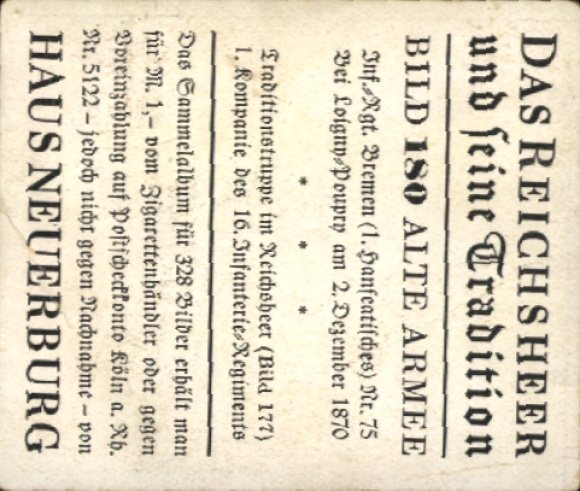 DAS REICHSHEER
und seine Tradition
BILD 180 ALTE ARMEE
Inf.-Rgt. Bremen (1. Hanseatisches) Nr. 75
Bei Loigny-Poupry am 2. Dezember 1870
* * *
Traditionstruppe im Reichsheer (Bild 177)
1. Kompanie des 16. Infanterie-Regiments
Das Sammelalbum für 328 Bilder erhält man
für M. 1,- vom Zigarettenhändler oder gegen
Voreinzahlung auf Postscheckkonto Köln a. Rh.
Nr. 5122 - jedoch nicht gegen Nachnahme - von
HAUS NEUERBURG